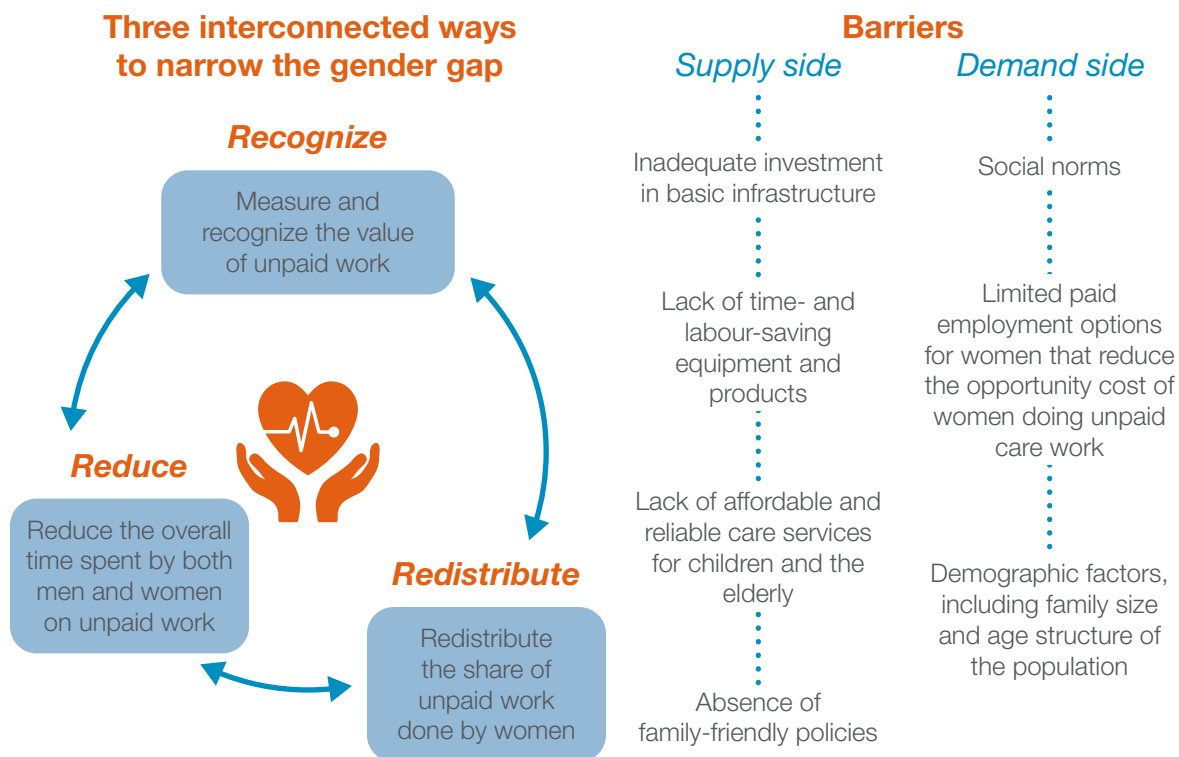 Three interconnected ways
to narrow the gender gap
Recognize
Measure and
recognize the value
of unpaid work
Reduce
Reduce the overall
time spent by both
men and women
on unpaid work
Redistribute
Redistribute
the share of
unpaid work
done by women
Barriers
Supply side
Inadequate investment
in basic infrastructure
Lack of time- and
labour-saving
equipment and
products
Lack of affordable and
reliable care services
for children and the
elderly
Absence of
family-friendly policies
Demand side
Social norms
Limited paid
employment options
for women that reduce
the opportunity cost of
women doing unpaid
care work
Demographic factors,
including family size
and age structure of
the population